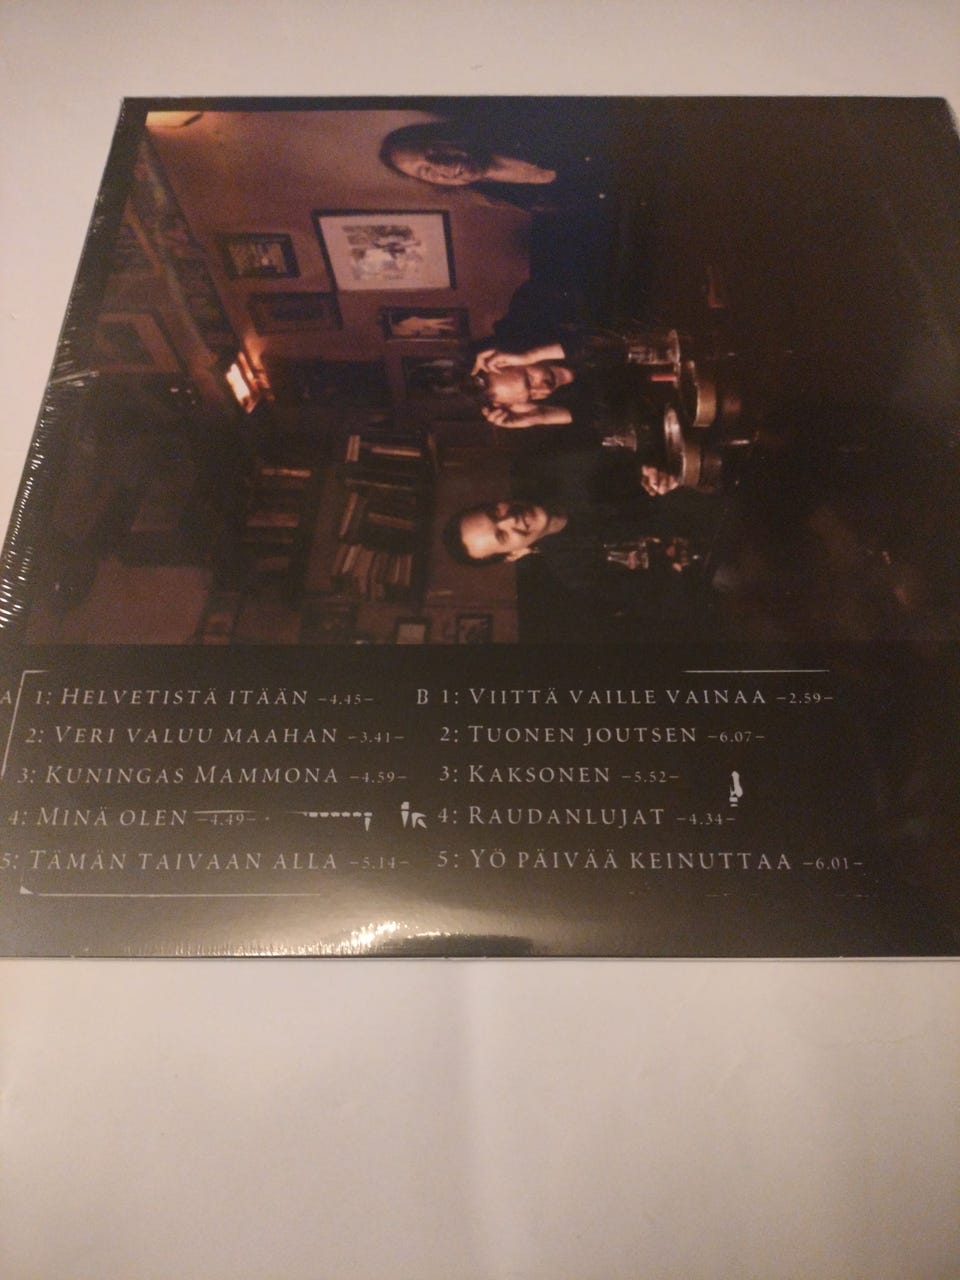 A 1: HELVETISTÄ ITÄÄN –4.45–
2: VERI VALUU MAAHAN –3.41–
3: KUNINGAS MAMMONA –4.59–
4: MINÄ OLEN –4.49–
5: TÄMÄN TAIVAAN ALLA –5.14–
B 1: VIITTÄ VAILLE VAINAA –2.59–
2: TUONEN JOUTSEN –6.07–
3: KAKSONEN –5.52–
4: RAUDANLUJAT –4.34–
5: YÖ PÄIVÄÄ KEINUTTAA –6.01–